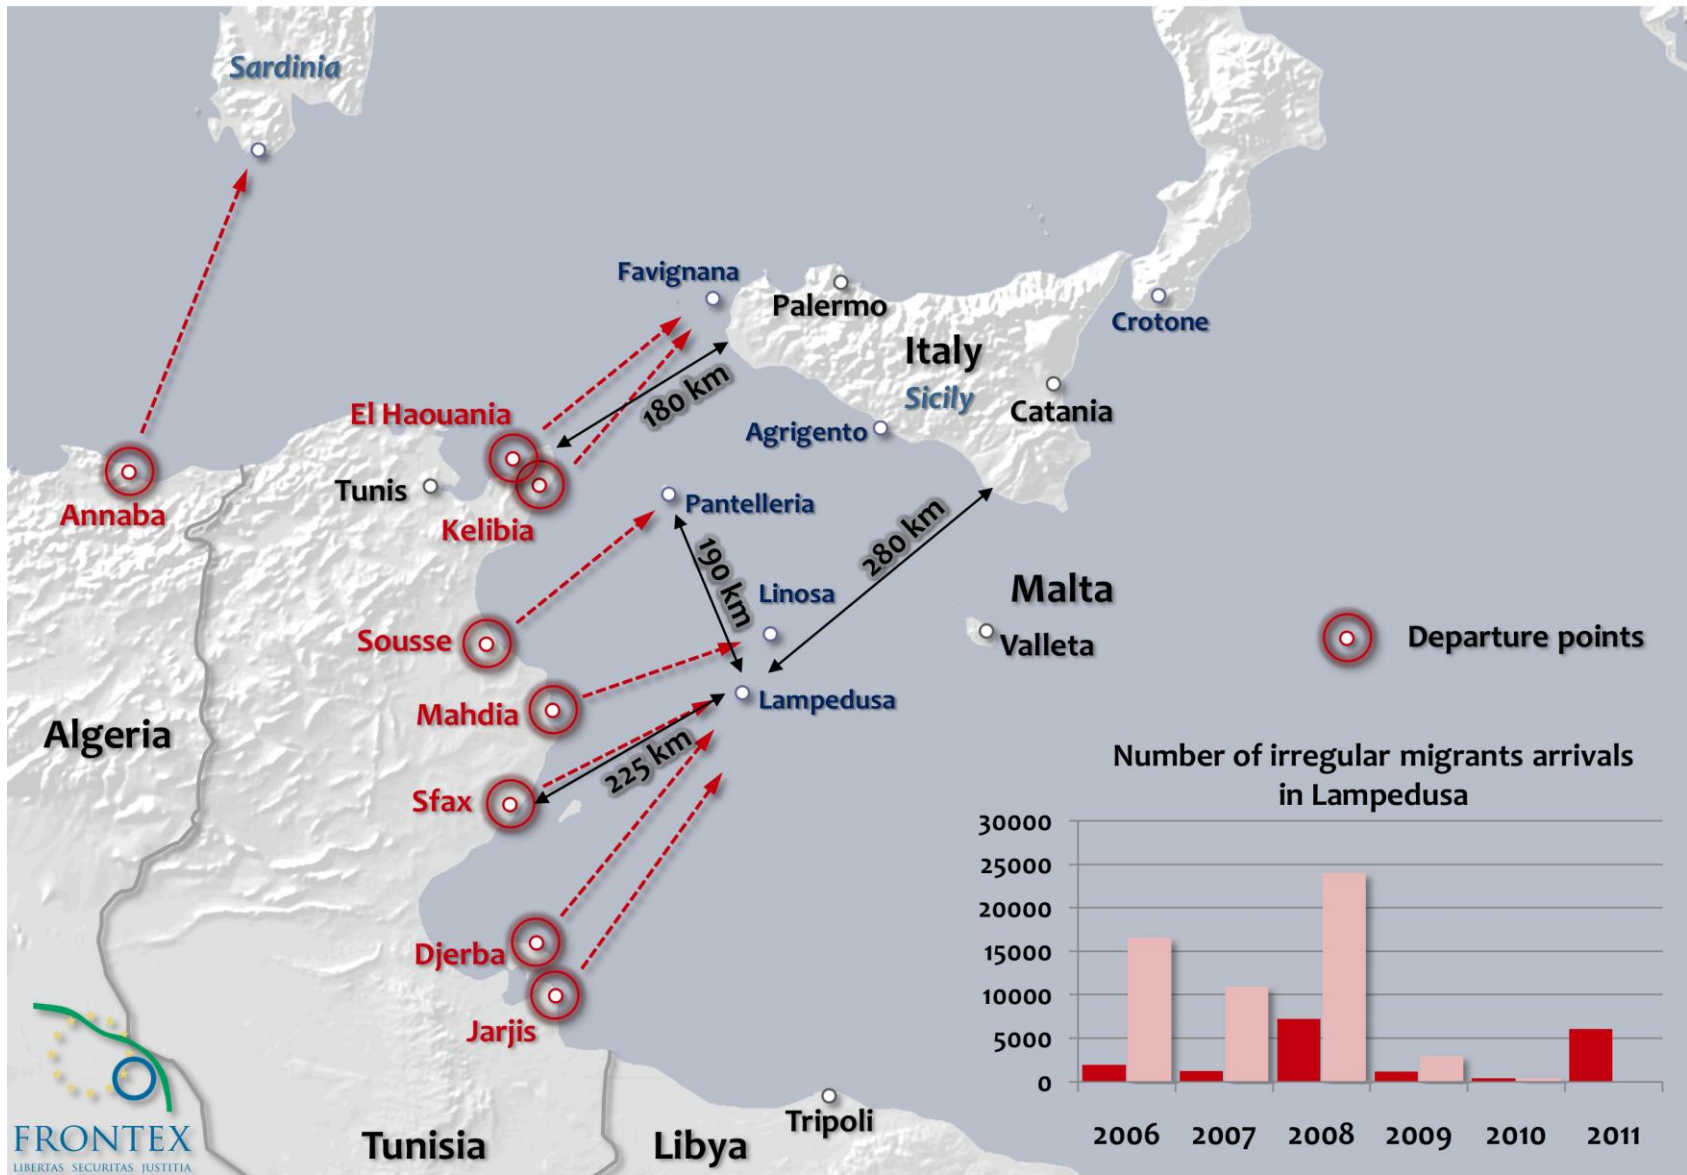 Sardinia
Favignana
Palermo
Crotone
Italy
Sicily
180 km
El Haouania
Catania
Agrigento
Tunis
Annaba
Kelibia
Pantelleria
280 km
190 km
Linosa
Malta
Sousse
Valleta
Departure points
Mahdia
Lampedusa
Algeria
225 km
Sfax
Number of irregular migrants arrivals
in Lampedusa
30000
25000
20000
15000
10000
5000
0
2006 2007 2008 2009 2010 2011
Djerba
Jarjis
Tripoli
Tunisia
Libya
FRONTEX
LIBERTAS SECURITAS JUSTITIA